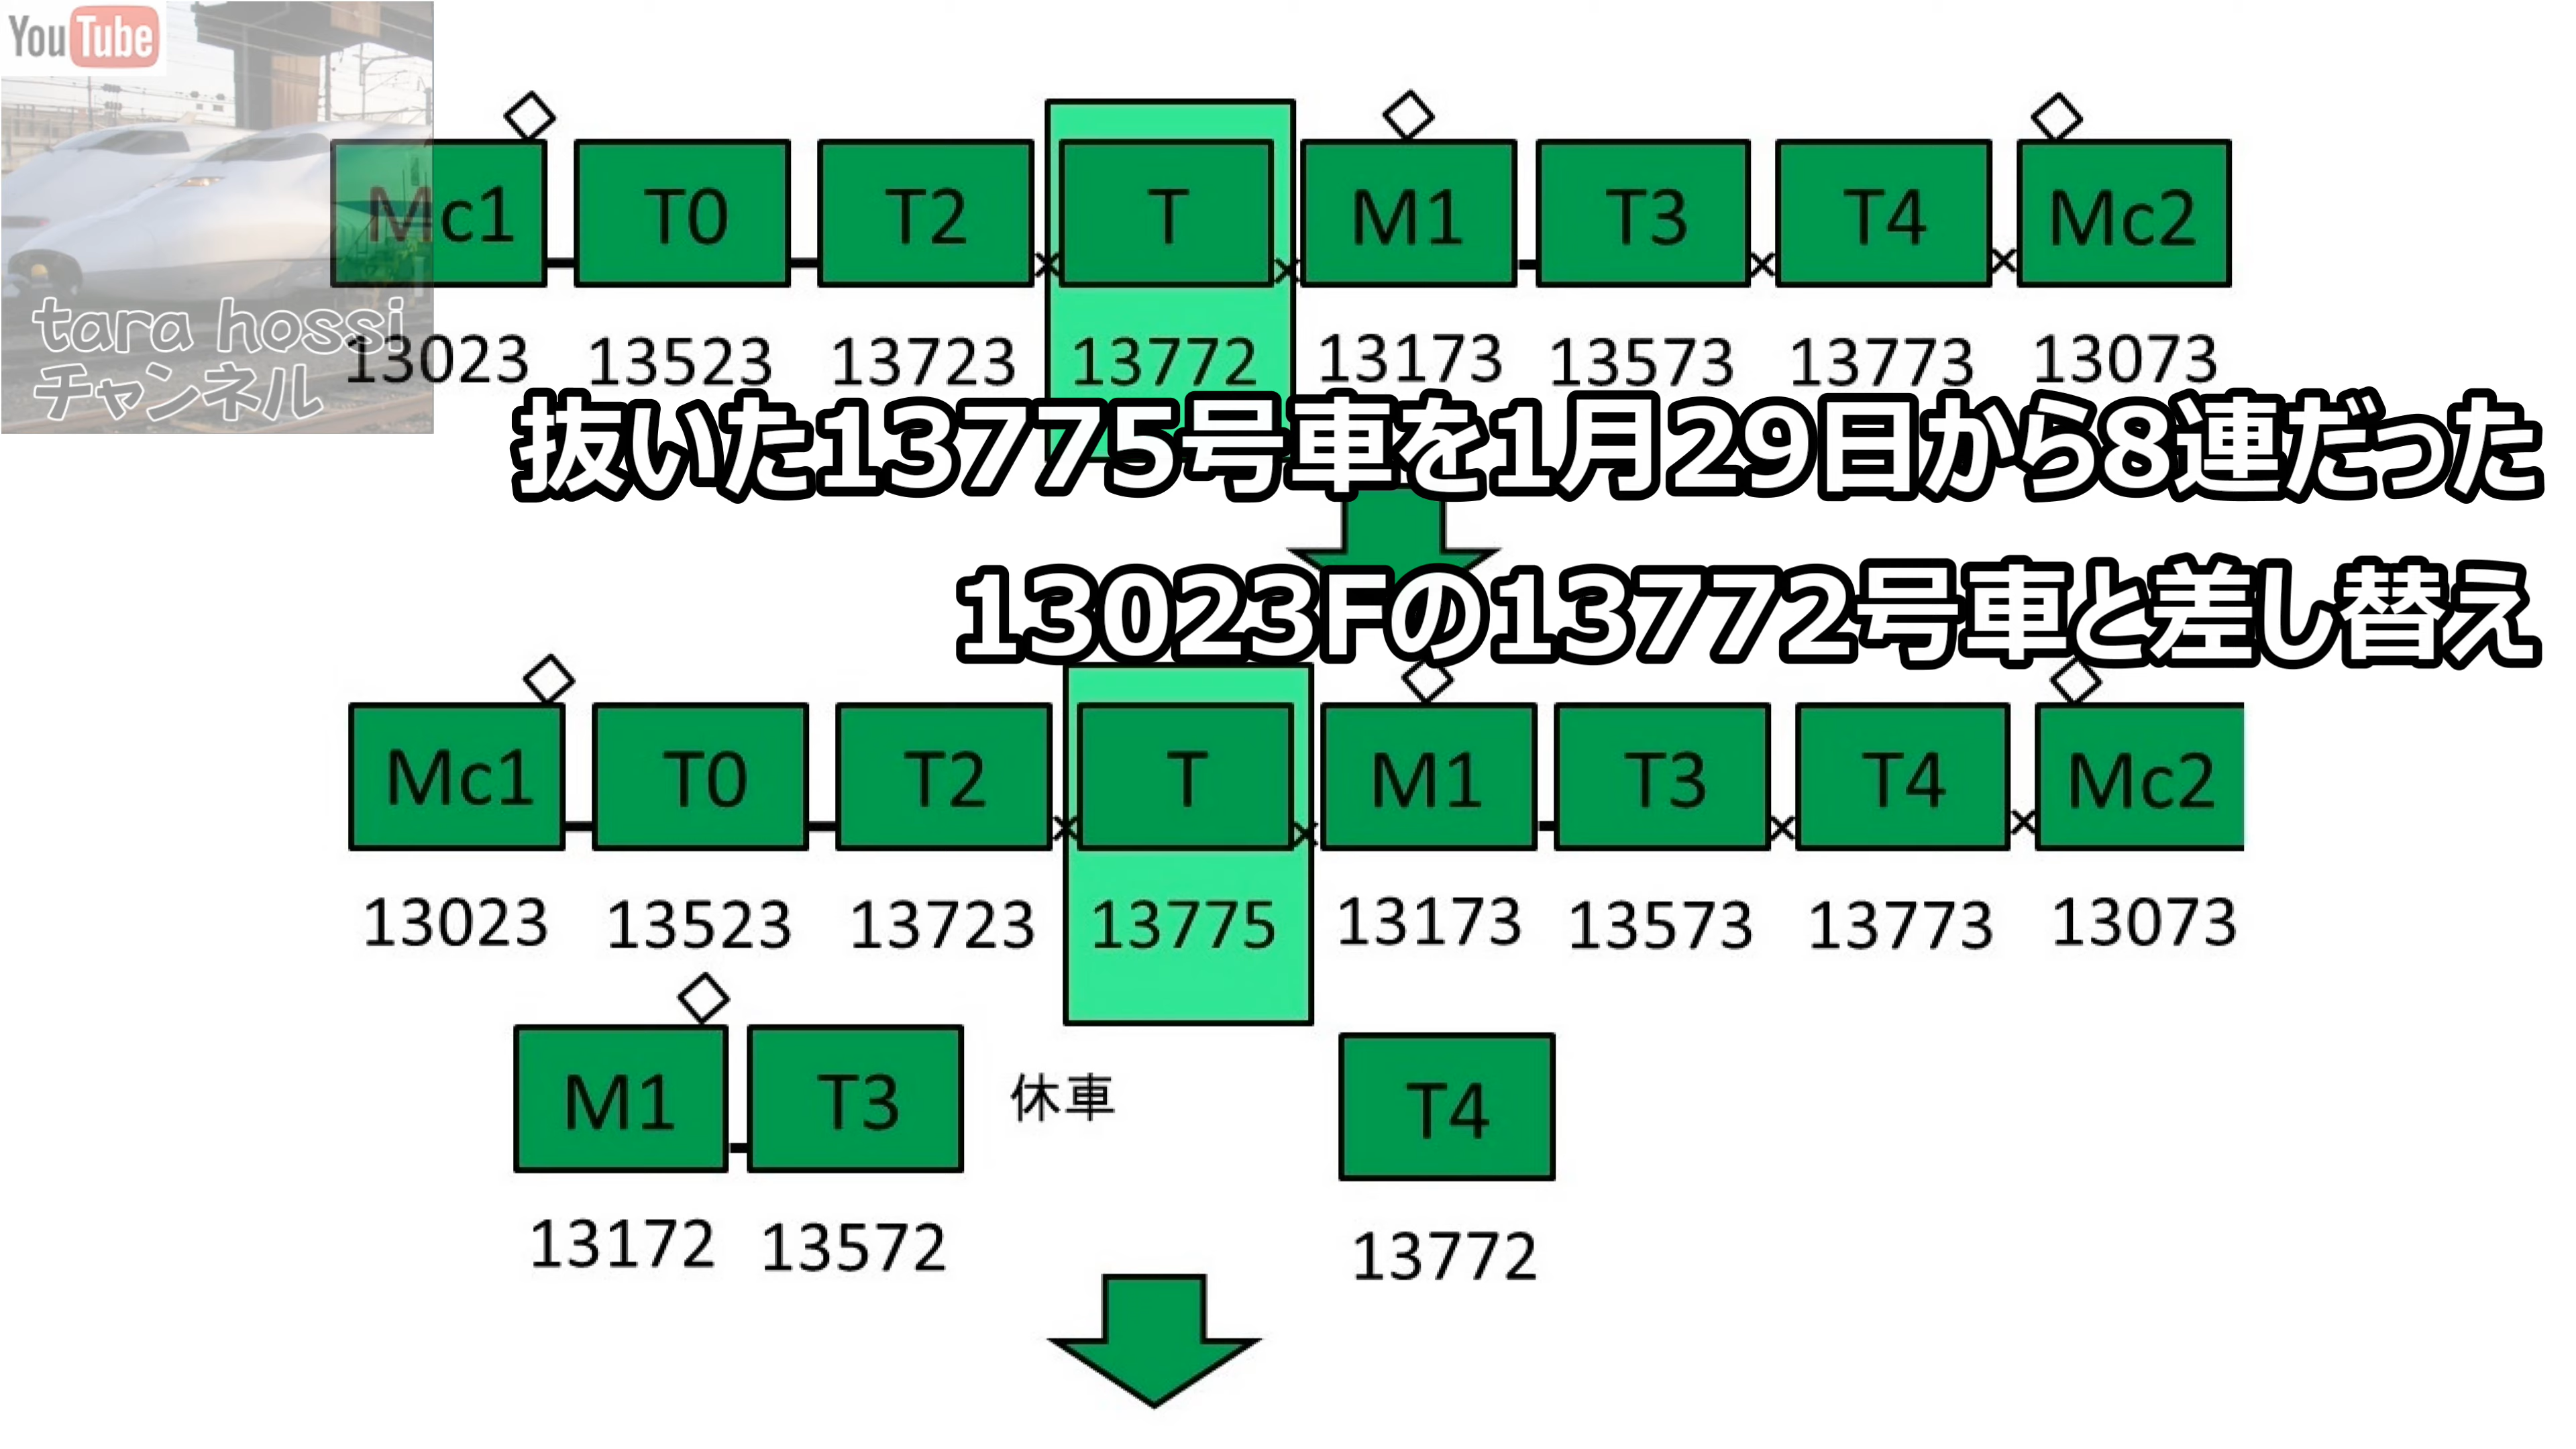 YouTube
Mc1 T0 T2 T M1 T3 T4 Mc2
tara hossi
チャンネル
13023 13523 13723 13772 13173 13573 13773 13073
抜いた13775号車を1月29日から8連だった
13023Fの13772号車と差し替え
Mc1 T0 T2 T M1 T3 T4 Mc2
13023 13523 13723 13775 13173 13573 13773 13073
M1 T3 休車 T4
13172 13572 13772